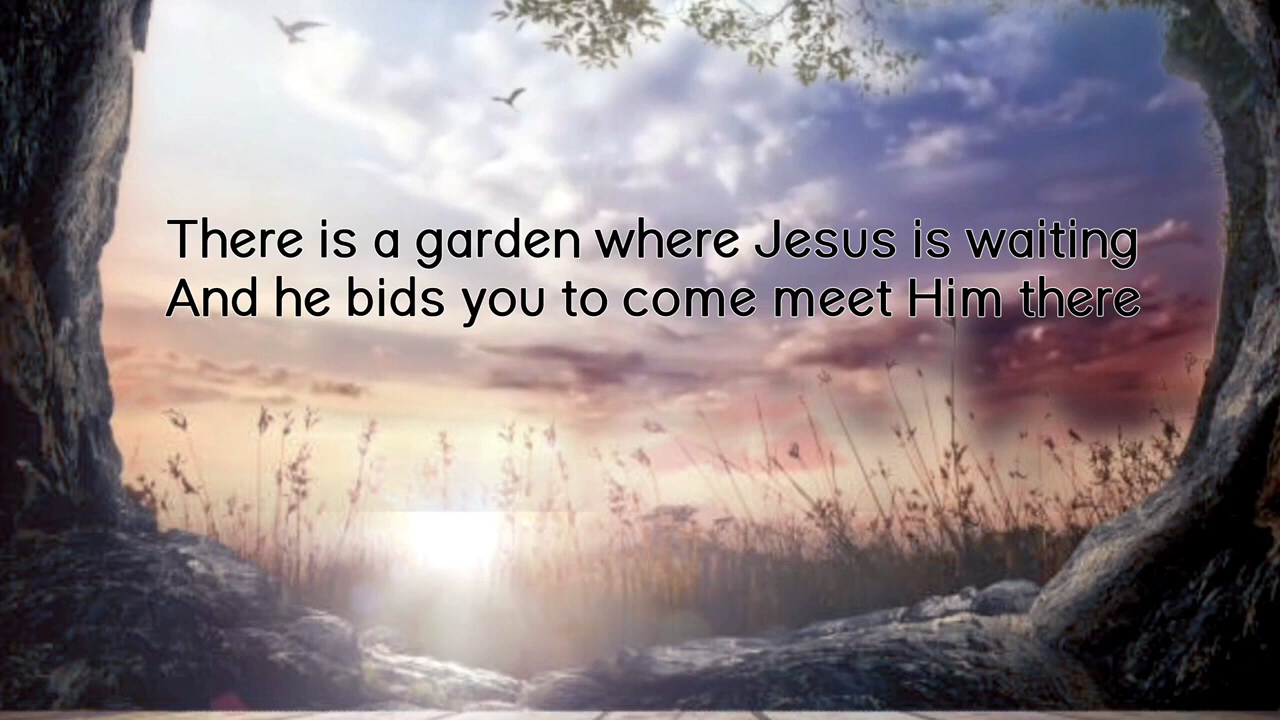 There is a garden where Jesus is waiting
And he bids you to come meet Him there